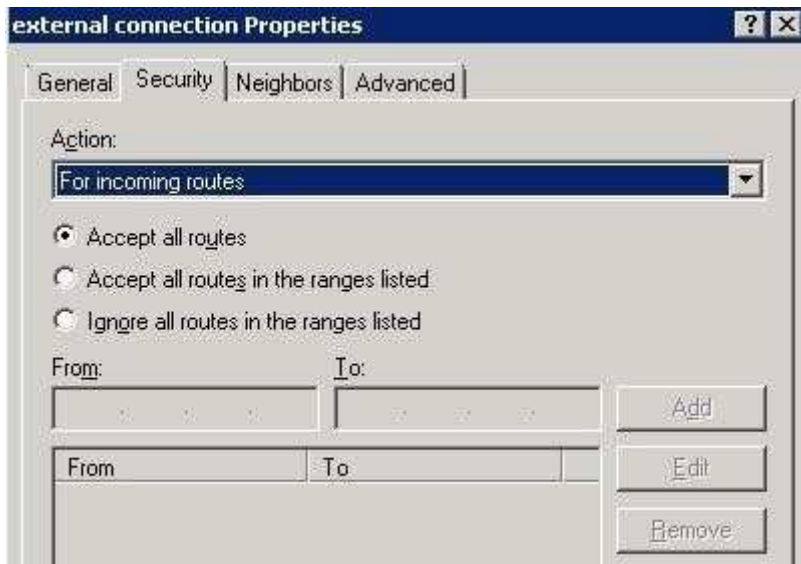 external connection Properties
General Security Neighbors Advanced
Action:
For incoming routes
Accept all routes
Accept all routes in the ranges listed
Ignore all routes in the ranges listed
From: To:
Add
From To
Edit
Remove